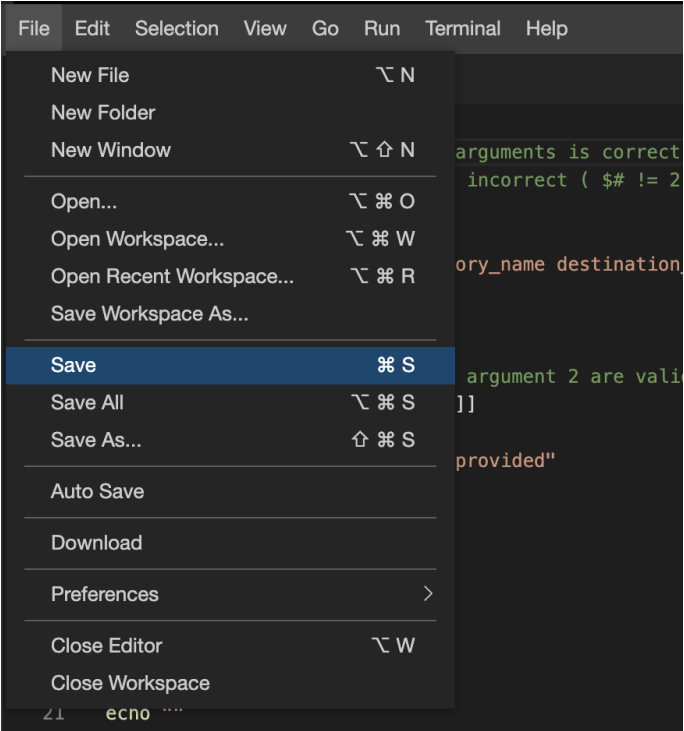 File Edit Selection View Go Run Terminal Help
New File ⌥ N
New Folder
New Window ⌥ ⇧ N
arguments is correct
Open... ⌥ ⌘ O
incorrect ( $# != 2
Open Workspace... ⌥ ⌘ W
Open Recent Workspace... ⌥ ⌘ R
ory_name destination_
Save Workspace As...
Save ⌘ S
argument 2 are vali
Save All ⌥ ⌘ S
]]
Save As... ⇧ ⌘ S
provided"
Auto Save
Download
Preferences >
Close Editor ⌥ W
Close Workspace
21 echo ""